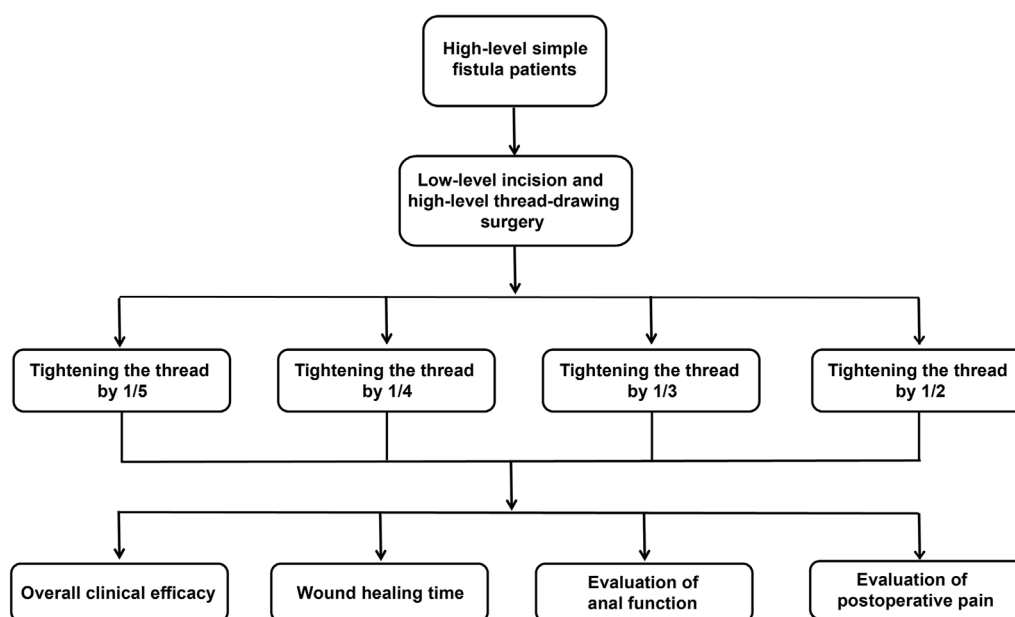 High-level simple
fistula patients
Low-level incision and
high-level thread-drawing
surgery
Tightening the thread
by 1/5
Tightening the thread
by 1/4
Tightening the thread
by 1/3
Tightening the thread
by 1/2
Overall clinical efficacy
Wound healing time
Evaluation of
anal function
Evaluation of
postoperative pain